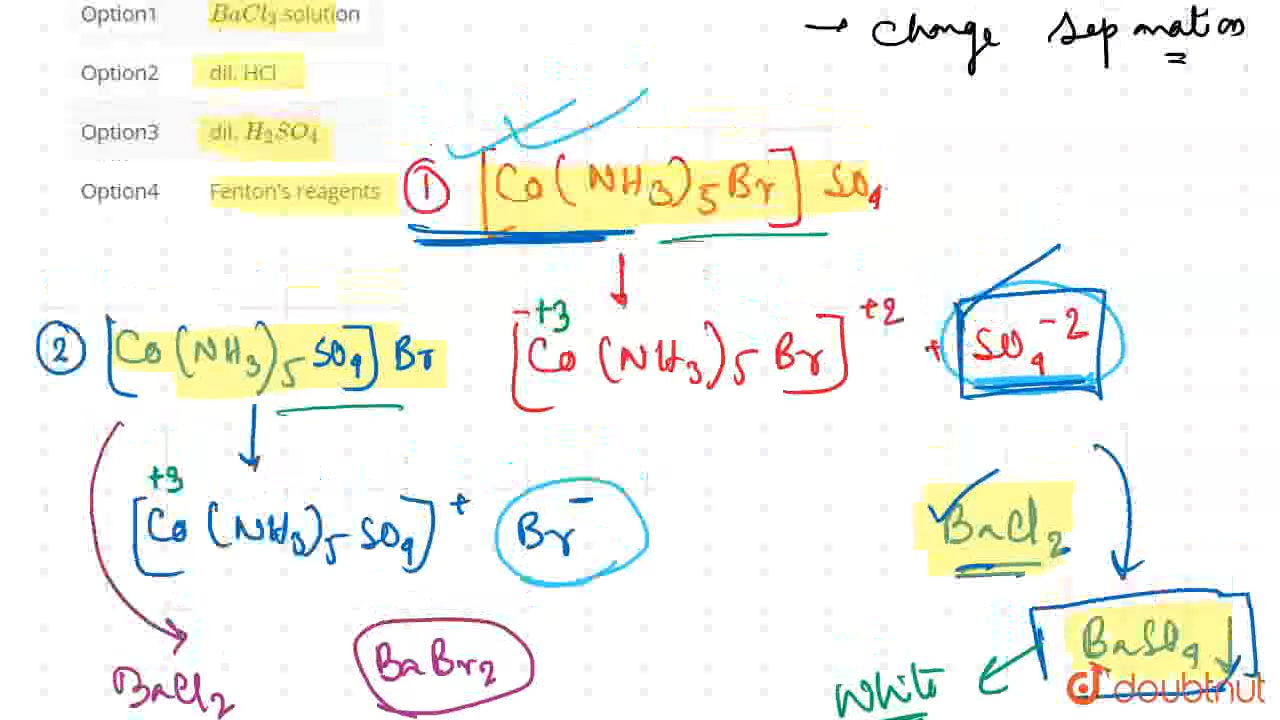 Option1 BaCl₂ solution
→ Change Separation
Option2 dil. HCl
Option3 dil. H₂SO₄
Option4 Fenton's reagents
① [Co(NH₃)₅Br] SO₄
② [Co(NH₃)₅SO₄] Br
[Co(NH₃)₅Br]⁺² + SO₄⁻²
+3
+3
[Co(NH₃)₅SO₄]⁺ Br⁻
BaCl₂
BaSO₄↓
BaCl₂ BaBr₂
White
doubtnut